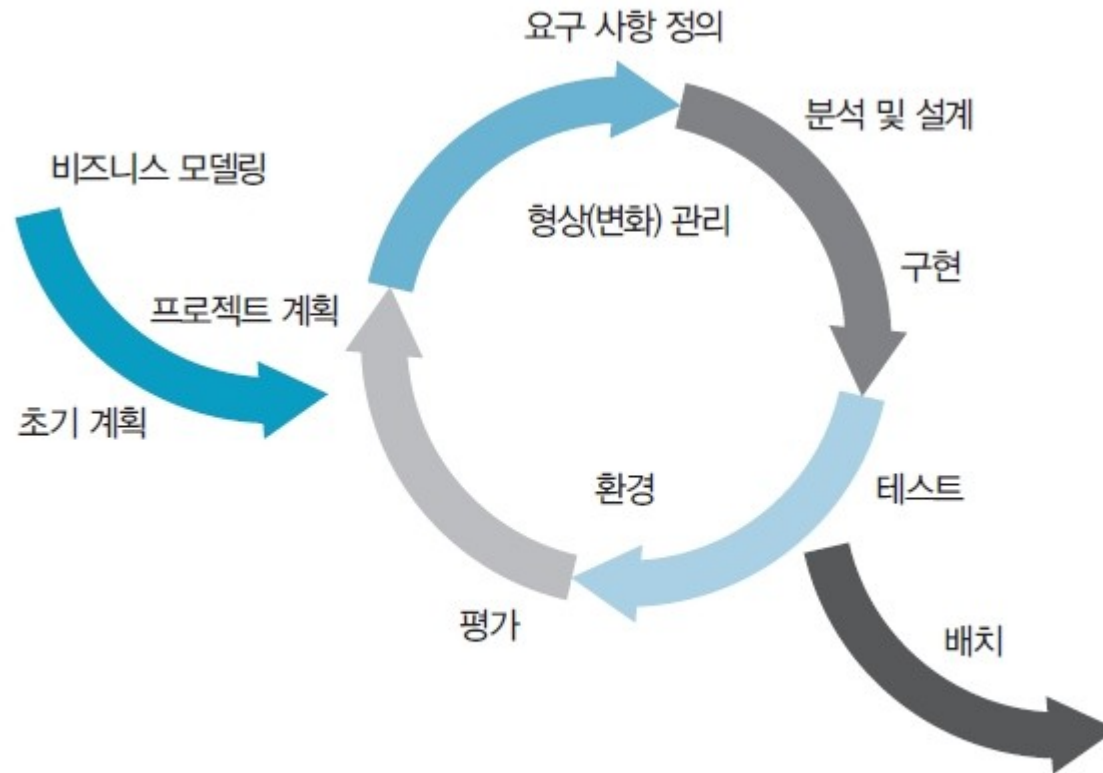 요구 사항 정의
분석 및 설계
비즈니스 모델링
형상(변화) 관리
구현
프로젝트 계획
초기 계획
환경
테스트
평가
배치